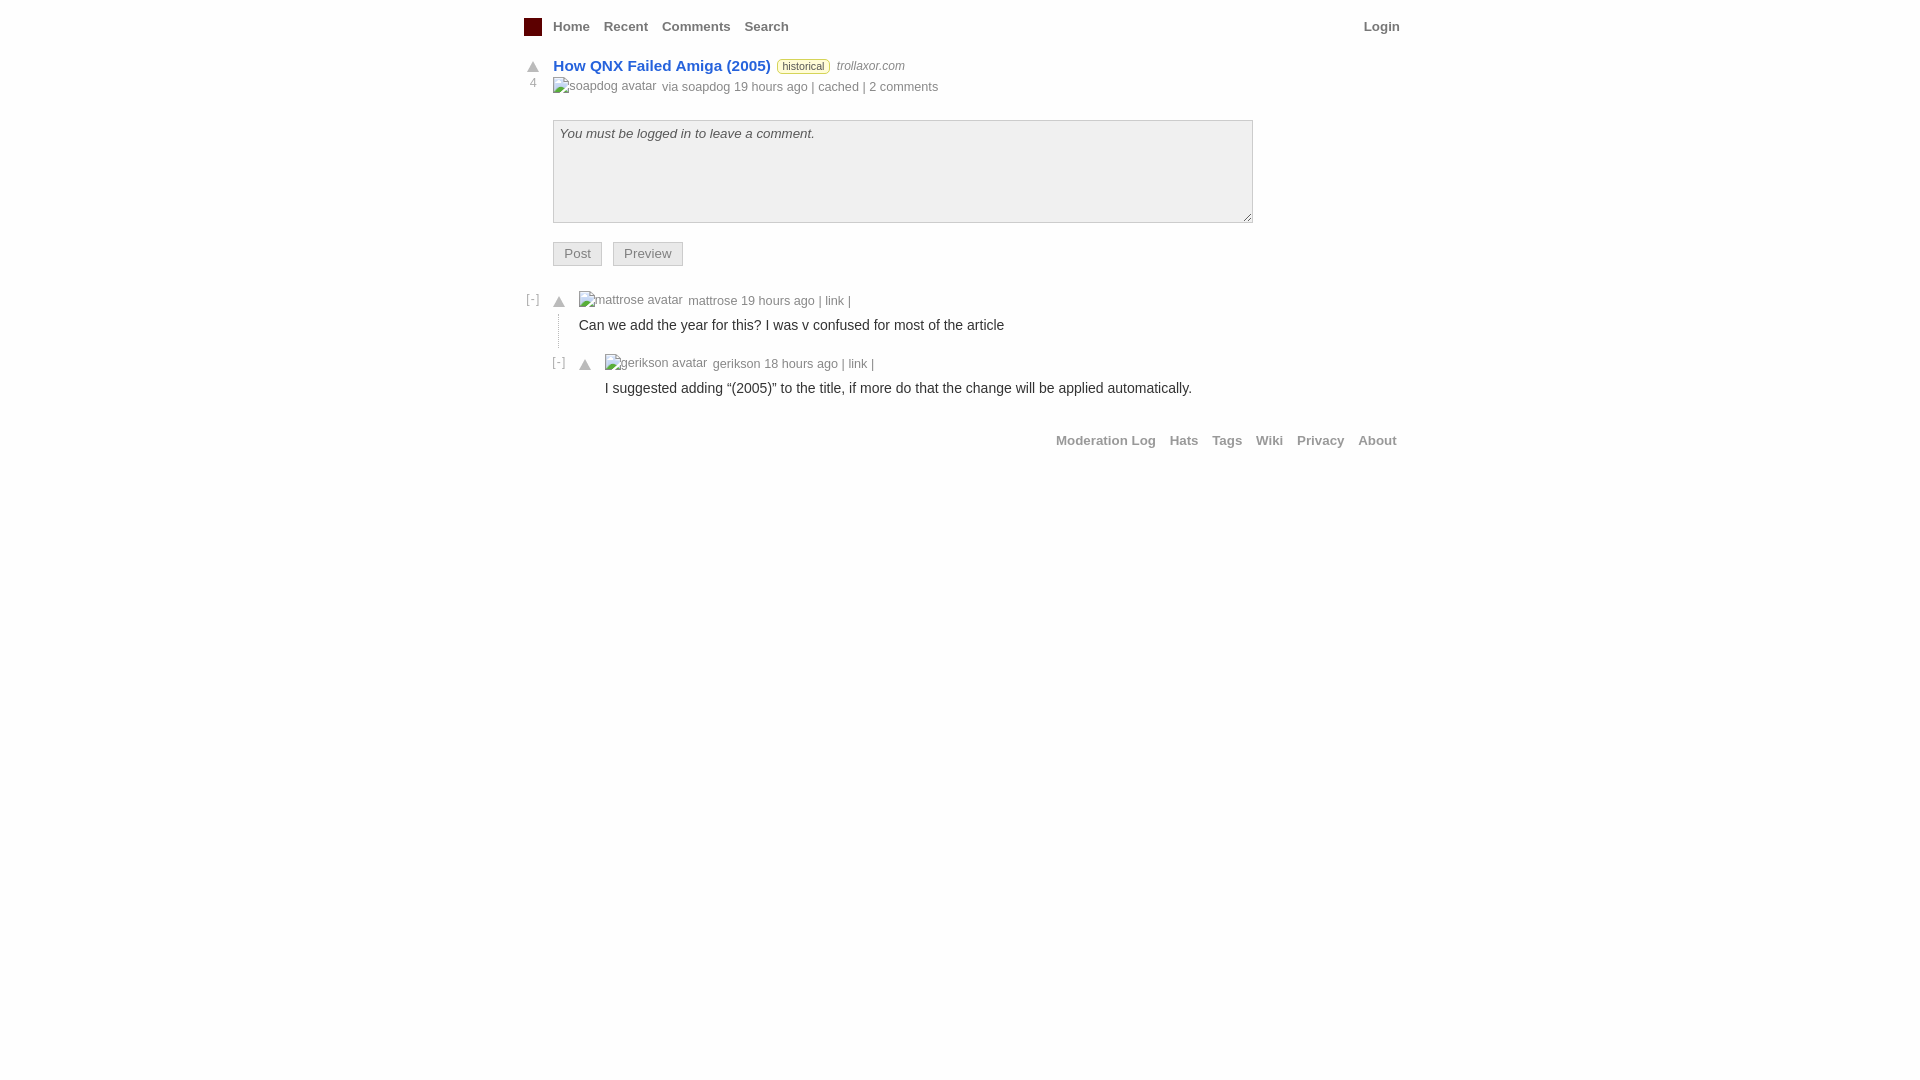 Home Recent Comments Search Login
How QNX Failed Amiga (2005) historical trollaxor.com
4
soapdog avatar via soapdog 19 hours ago | cached | 2 comments
You must be logged in to leave a comment.
Post Preview
[-] mattrose avatar mattrose 19 hours ago | link |
Can we add the year for this? I was v confused for most of the article
[-] gerikson avatar gerikson 18 hours ago | link |
I suggested adding “(2005)” to the title, if more do that the change will be applied automatically.
Moderation Log Hats Tags Wiki Privacy About